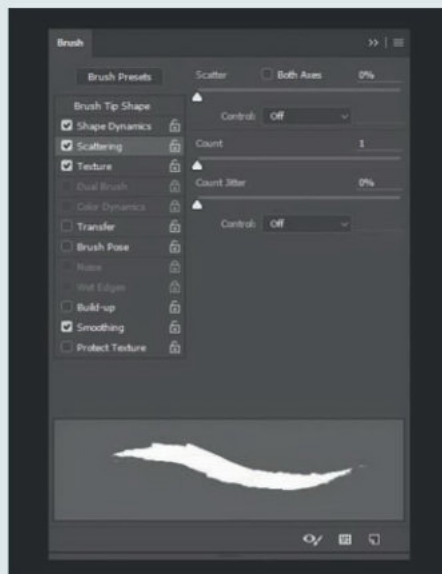 Brush
Brush Presets
Scatter Both Axes 0%
Control: Off
Brush Tip Shape
Shape Dynamics
Scattering
Count 1
Texture
Dual Brush
Count Jitter 0%
Color Dynamics
Transfer
Control: Off
Brush Pose
Noise
Wet Edges
Build-up
Smoothing
Protect Texture